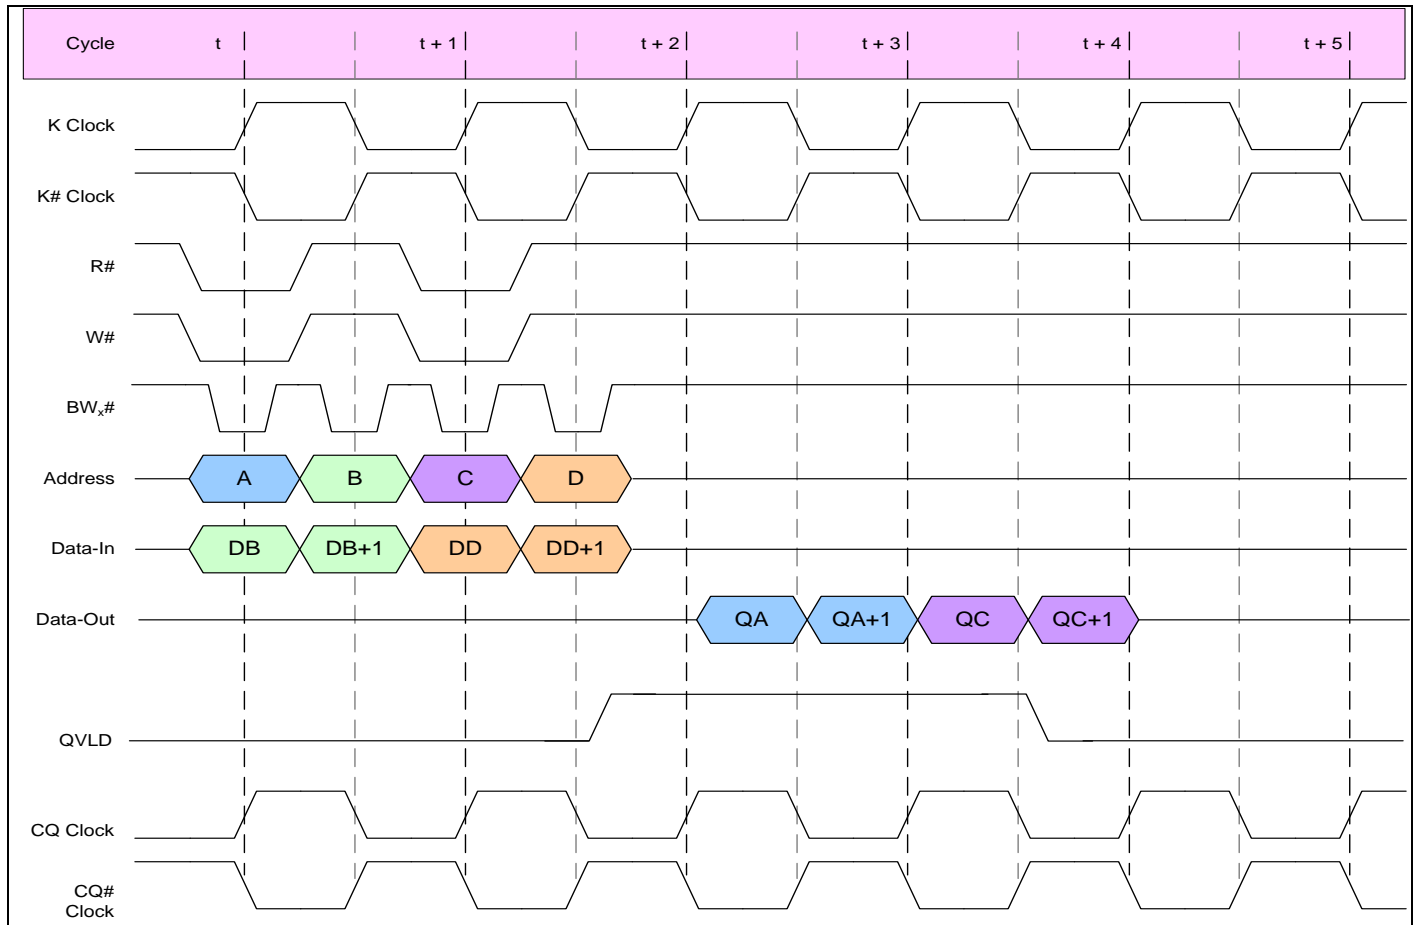 Cycle t t + 1 t + 2 t + 3 t + 4 t + 5
K Clock
K# Clock
R#
W#
BWx#
Address A B C D
Data-In DB DB+1 DD DD+1
Data-Out QA QA+1 QC QC+1
QVLD
CQ Clock
CQ#
Clock